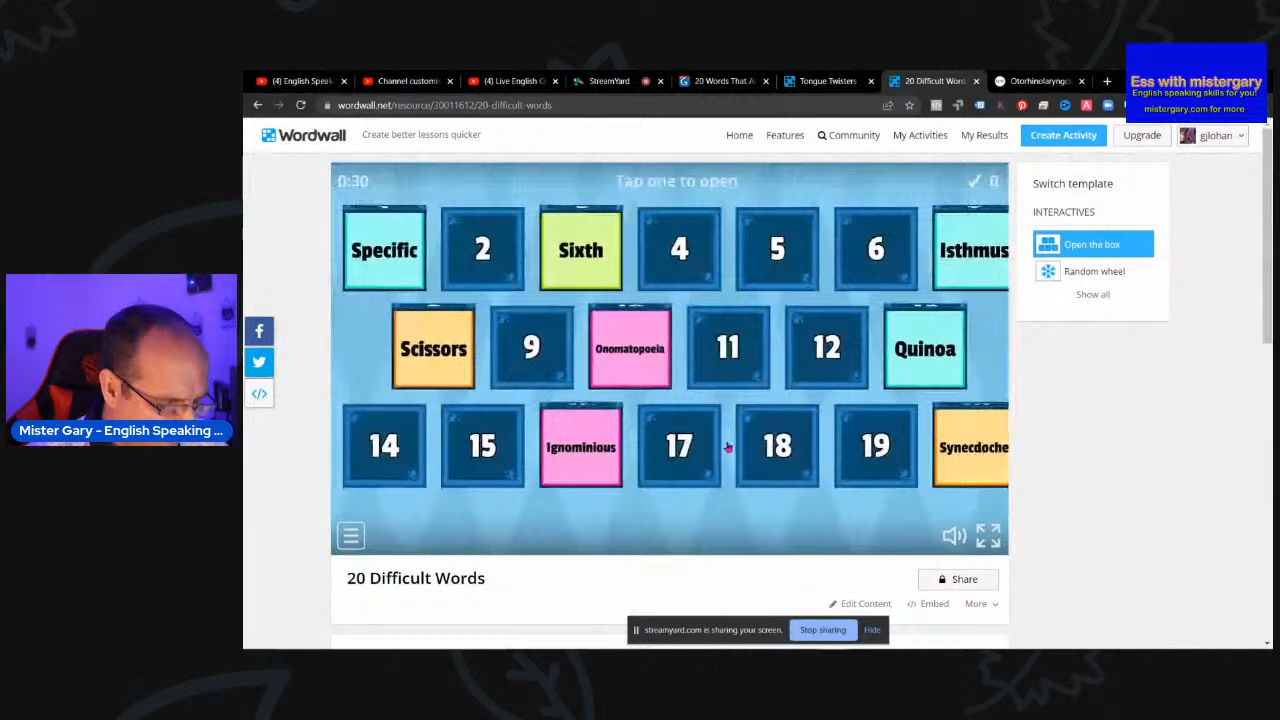 Ess with mistergary
English speaking skills for you!
mistergary.com for more
(4) English Speak
Channel customis
(4) Live English C
StreamYard
20 Words That A
Tongue Twisters
20 Difficult Word
Otorhinolaryngo
wordwall.net/resource/30011612/20-difficult-words
Wordwall
Create better lessons quicker
Home
Features
Community
My Activities
My Results
Create Activity
Upgrade
gjlohan
0:30
Tap one to open
0
Specific
2
Sixth
4
5
6
Isthmus
Scissors
9
Onomatopoeia
11
12
Quinoa
14
15
Ignominious
17
18
19
Synecdoche
Switch template
INTERACTIVES
Open the box
Random wheel
Show all
Mister Gary - English Speaking ...
20 Difficult Words
Share
Edit Content
Embed
More
streamyard.com is sharing your screen.
Stop sharing
Hide